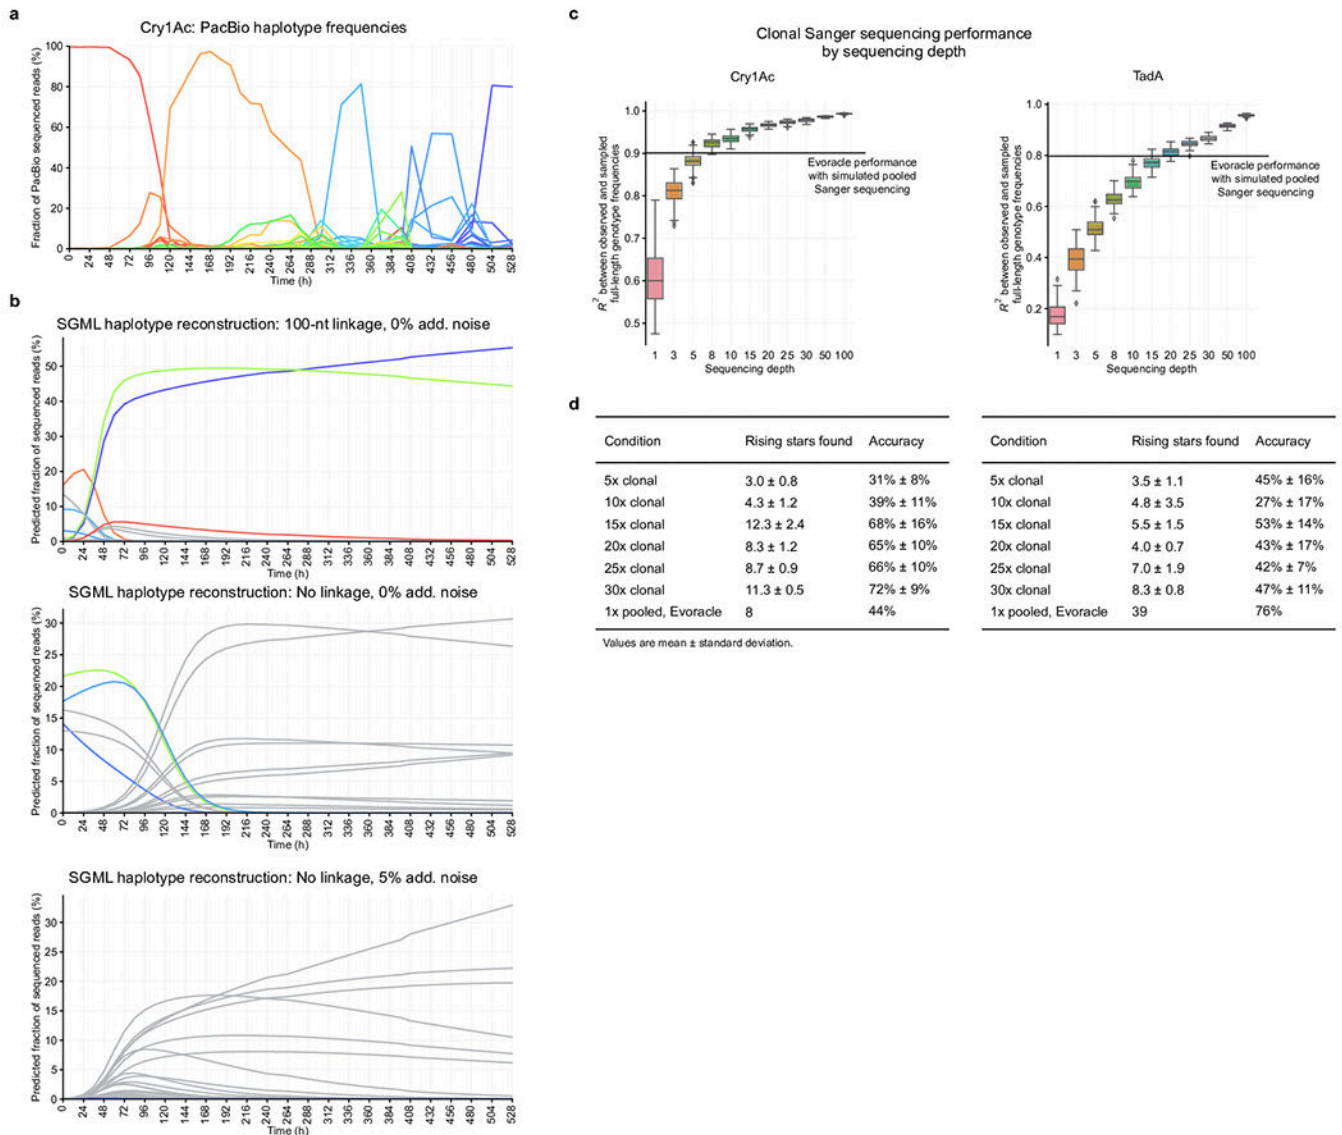 a
Cry1Ac: PacBio haplotype frequencies
Fraction of PacBio sequenced reads (%)
100
80
60
40
20
0
0 24 48 72 96 120 144 168 192 216 240 264 288 312 336 360 384 408 432 456 480 504 528
Time (h)
b
SGML haplotype reconstruction: 100-nt linkage, 0% add. noise
Predicted fraction of sequenced reads (%)
50
40
30
20
10
0
0 24 48 72 96 120 144 168 192 216 240 264 288 312 336 360 384 408 432 456 480 504 528
Time (h)
SGML haplotype reconstruction: No linkage, 0% add. noise
Predicted fraction of sequenced reads (%)
30
25
20
15
10
5
0
0 24 48 72 96 120 144 168 192 216 240 264 288 312 336 360 384 408 432 456 480 504 528
Time (h)
SGML haplotype reconstruction: No linkage, 5% add. noise
Predicted fraction of sequenced reads (%)
30
25
20
15
10
5
0
0 24 48 72 96 120 144 168 192 216 240 264 288 312 336 360 384 408 432 456 480 504 528
Time (h)
c
Clonal Sanger sequencing performance
by sequencing depth
Cry1Ac
R² between observed and sampled
full-length genotype frequencies
1.0
0.9
0.8
0.7
0.6
0.5
Evoracle performance
with simulated pooled
Sanger sequencing
1 3 5 8 10 15 20 25 30 50 100
Sequencing depth
TadA
R² between observed and sampled
full-length genotype frequencies
1.0
0.8
0.6
0.4
0.2
Evoracle performance
with simulated pooled
Sanger sequencing
1 3 5 8 10 15 20 25 30 50 100
Sequencing depth
d
Condition Rising stars found Accuracy
5x clonal 3.0 ± 0.8 31% ± 8%
10x clonal 4.3 ± 1.2 39% ± 11%
15x clonal 12.3 ± 2.4 68% ± 16%
20x clonal 8.3 ± 1.2 65% ± 10%
25x clonal 8.7 ± 0.9 66% ± 10%
30x clonal 11.3 ± 0.5 72% ± 9%
1x pooled, Evoracle 8 44%
Values are mean ± standard deviation.
Condition Rising stars found Accuracy
5x clonal 3.5 ± 1.1 45% ± 16%
10x clonal 4.8 ± 3.5 27% ± 17%
15x clonal 5.5 ± 1.5 53% ± 14%
20x clonal 4.0 ± 0.7 43% ± 17%
25x clonal 7.0 ± 1.9 42% ± 7%
30x clonal 8.3 ± 0.8 47% ± 11%
1x pooled, Evoracle 39 76%